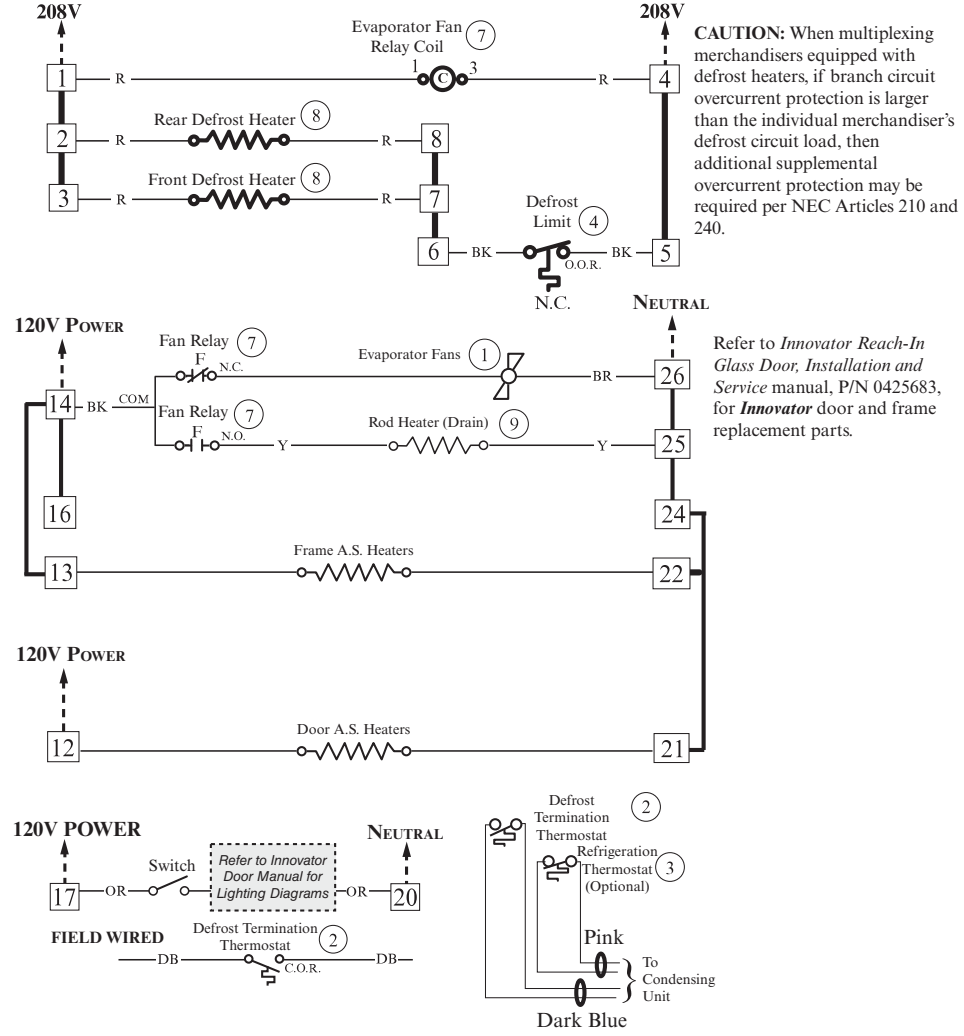 208V
208V
Evaporator Fan
Relay Coil
7
1
3
C
1
R
R
4
CAUTION: When multiplexing
merchandisers equipped with
defrost heaters, if branch circuit
overcurrent protection is larger
than the individual merchandiser's
defrost circuit load, then
additional supplemental
overcurrent protection may be
required per NEC Articles 210 and
240.
Rear Defrost Heater
8
2
R
R
8
Front Defrost Heater
8
3
R
R
7
Defrost
Limit
4
6
BK
O.O.R.
BK
5
N.C.
NEUTRAL
120V POWER
Fan Relay
7
F
N.C.
Evaporator Fans
1
BR
26
14
BK
COM
Fan Relay
7
F
N.O.
Y
Rod Heater (Drain)
9
Y
25
Refer to Innovator Reach-In
Glass Door, Installation and
Service manual, P/N 0425683,
for Innovator door and frame
replacement parts.
16
24
Frame A.S. Heaters
13
22
120V POWER
Door A.S. Heaters
12
21
120V POWER
NEUTRAL
Switch
Refer to Innovator
Door Manual for
Lighting Diagrams
17
OR
OR
20
FIELD WIRED
Defrost Termination
Thermostat
2
DB
C.O.R.
DB
Defrost
Termination
Thermostat
2
Refrigeration
Thermostat
(Optional)
3
Pink
To
Condensing
Unit
Dark Blue